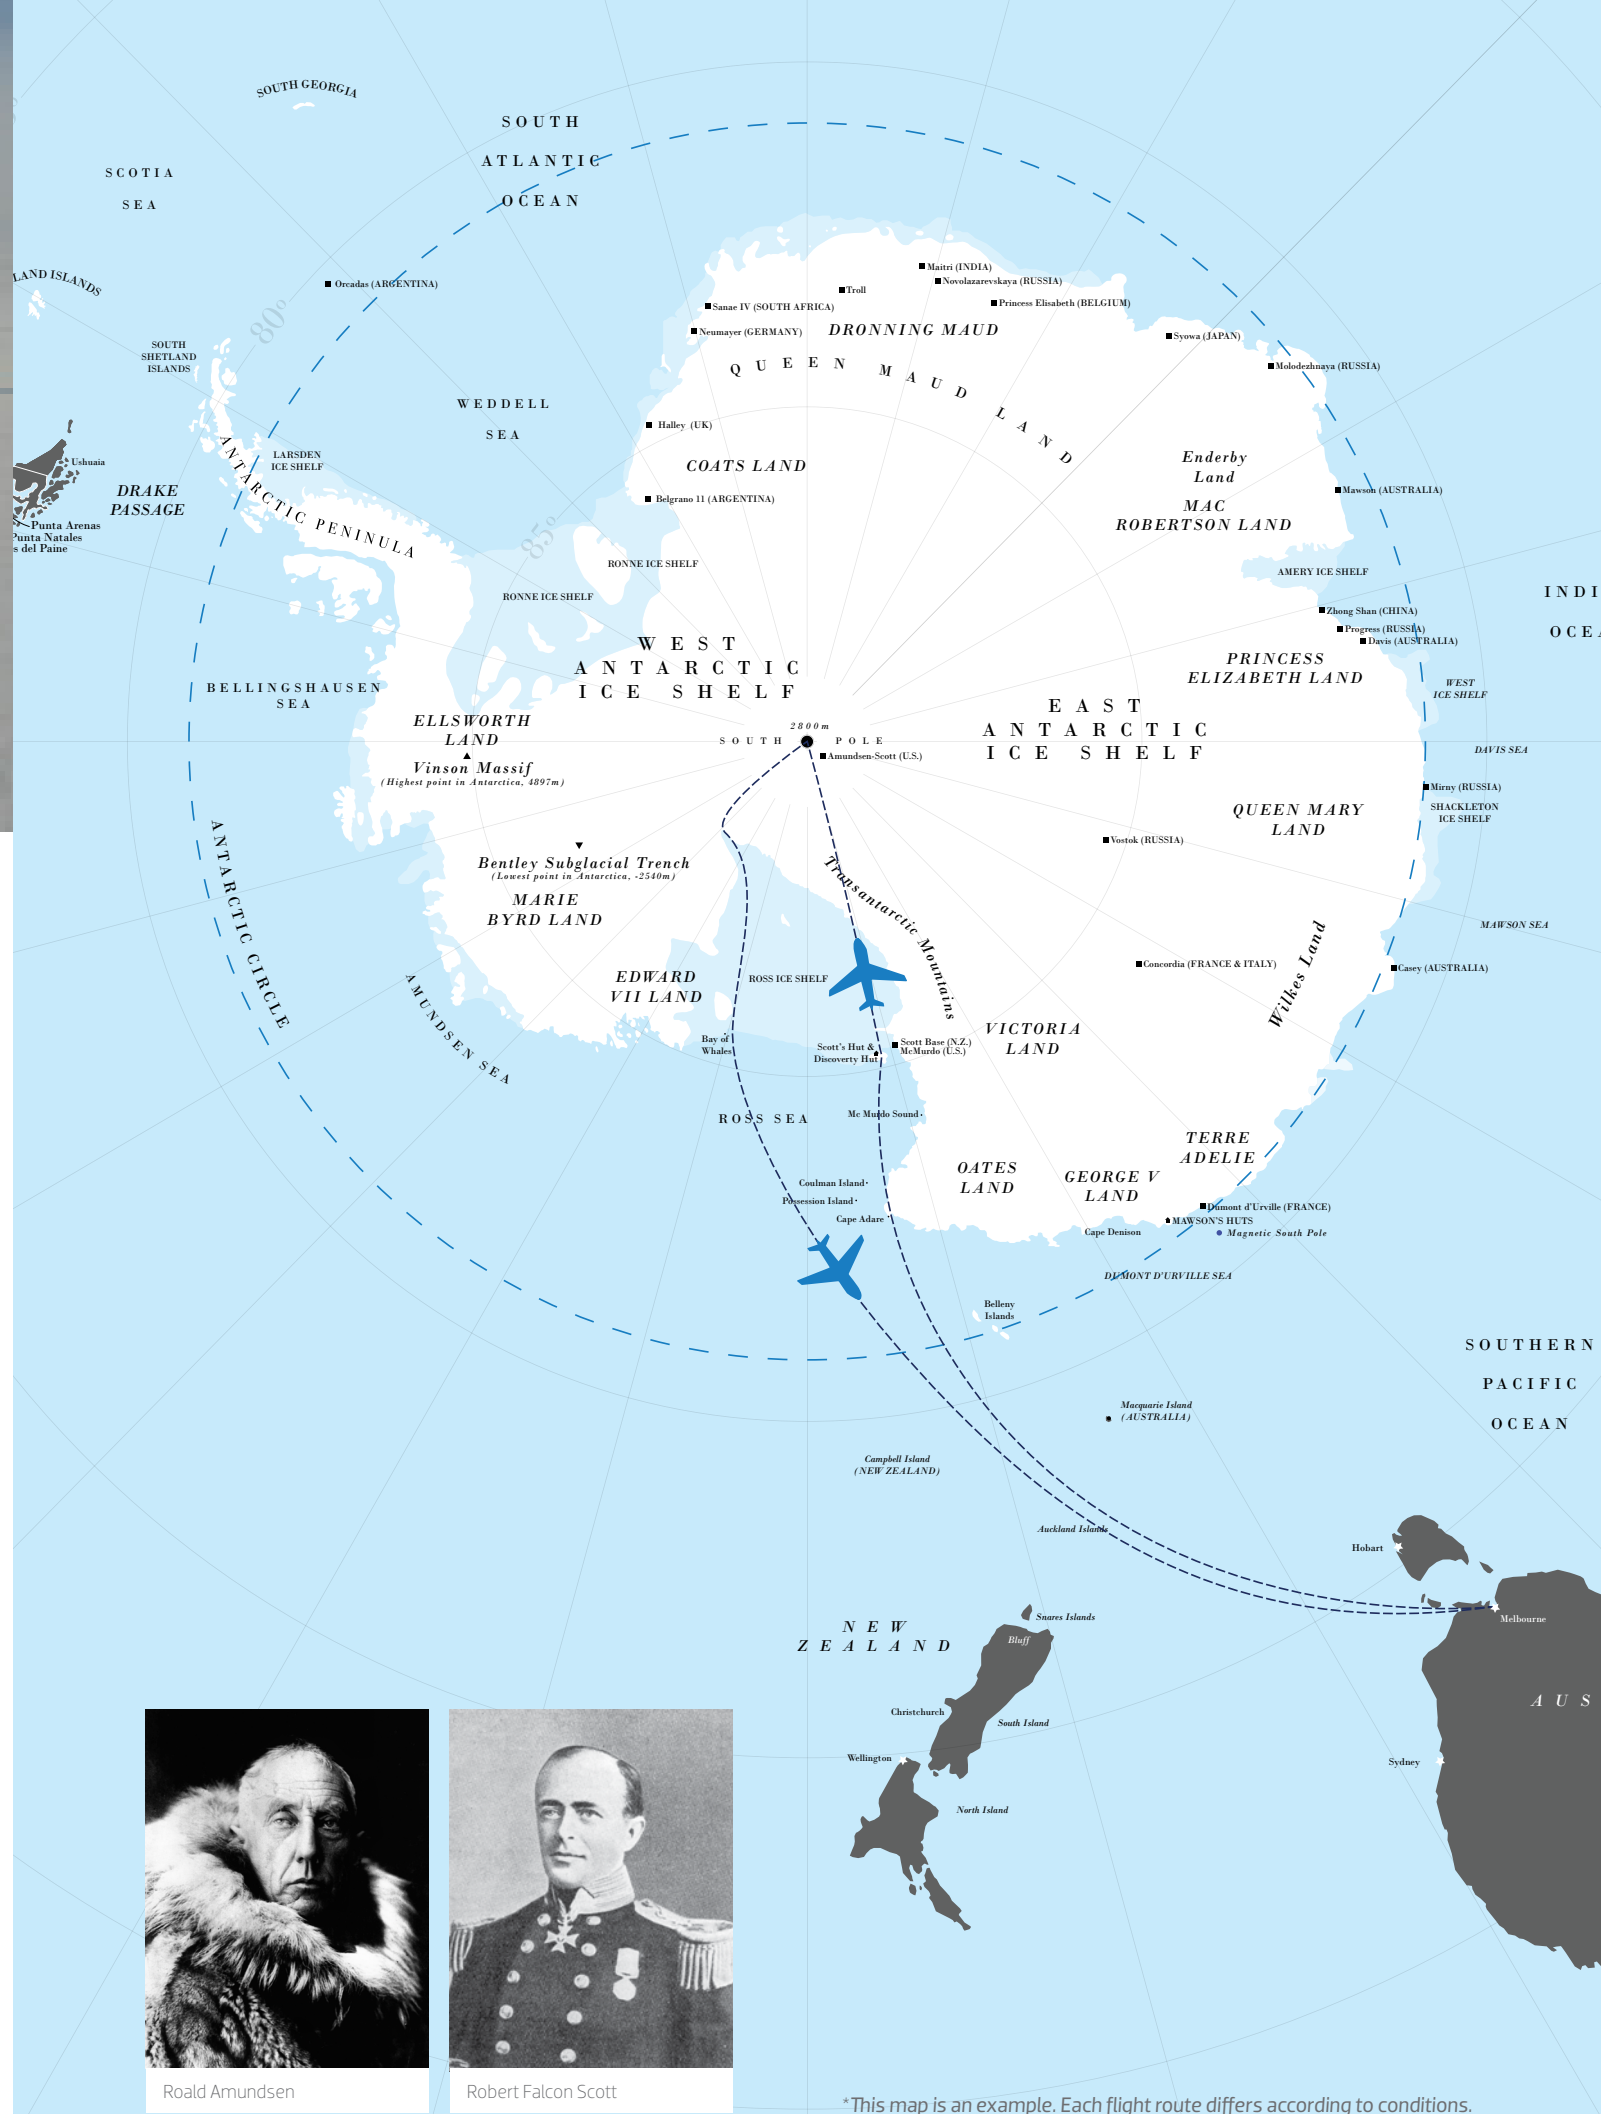 SOUTH GEORGIA
SOUTH
ATLANTIC
OCEAN
SCOTIA
SEA
LAND ISLANDS
Orcadas (ARGENTINA)
80°
SOUTH
SHETLAND
ISLANDS
Maitri (INDIA)
Novolazarevskaya (RUSSIA)
Troll
Princess Elisabeth (BELGIUM)
Sanae IV (SOUTH AFRICA)
Neumayer (GERMANY)
DRONNING MAUD
QUEEN MAUD LAND
Syowa (JAPAN)
Molodezhnaya (RUSSIA)
WEDDELL
SEA
Halley (UK)
COATS LAND
Belgrano 11 (ARGENTINA)
LARSDEN
ICE SHELF
Ushuaia
DRAKE
PASSAGE
Punta Arenas
Punta Natales
s del Paine
ANTARCTIC PENINULA
85°
Enderby
Land
MAC
ROBERTSON LAND
Mawson (AUSTRALIA)
RONNE ICE SHELF
RONNE ICE SHELF
AMERY ICE SHELF
INDI
OCEA
Zhong Shan (CHINA)
Progress (RUSSIA)
Davis (AUSTRALIA)
WEST
ANTARCTIC
ICE SHELF
PRINCESS
ELIZABETH LAND
WEST
ICE SHELF
BELLINGSHAUSEN
SEA
ELLSWORTH
LAND
Vinson Massif
(Highest point in Antarctica, 4897m)
2800m
SOUTH POLE
Amundsen-Scott (U.S.)
EAST
ANTARCTIC
ICE SHELF
DAVIS SEA
Mirny (RUSSIA)
SHACKLETON
ICE SHELF
QUEEN MARY
LAND
Vostok (RUSSIA)
ANTARCTIC CIRCLE
Bentley Subglacial Trench
(Lowest point in Antarctica, -2540m)
MARIE
BYRD LAND
Transantarctic Mountains
MAWSON SEA
Wilkes Land
Concordia (FRANCE & ITALY)
Casey (AUSTRALIA)
AMUNDSEN SEA
EDWARD
VII LAND
ROSS ICE SHELF
Bay of
Whales
Scott's Hut &
Discoverty Hut
Scott Base (N.Z.)
McMurdo (U.S.)
VICTORIA
LAND
ROSS SEA
Mc Murdo Sound
TERRE
ADELIE
OATES
LAND
GEORGE V
LAND
Coulman Island
Possession Island
Cape Adare
Dumont d'Urville (FRANCE)
MAWSON'S HUTS
Cape Denison
Magnetic South Pole
DUMONT D'URVILLE SEA
Belleny
Islands
SOUTHERN
PACIFIC
OCEAN
Macquarie Island
(AUSTRALIA)
Campbell Island
(NEW ZEALAND)
Auckland Islands
Hobart
Melbourne
NEW
ZEALAND
Snares Islands
Bluff
AUS
Christchurch
South Island
Wellington
Sydney
North Island
Roald Amundsen
Robert Falcon Scott
*This map is an example. Each flight route differs according to conditions.